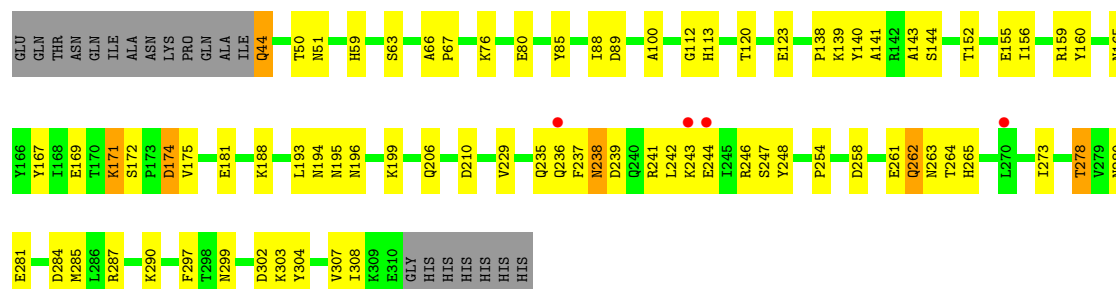 GLU GLN THR ASN GLN ILE ALA ASN LYS PRO GLN ALA ILE Q44 T50 N51 H59 S63 A66 P67 K76 E80 Y85 I88 D89 A100 G112 H113 T120 E123 P138 K139 Y140 A141 R142 A143 S144 T152 E155 I156 R159 Y160
Y166 Y167 I168 E169 T170 K171 S172 P173 D174 V175 E181 K188 L193 N194 N195 N196 K199 Q206 D210 V229 Q235 Q236 F237 N238 D239 Q240 R241 L242 K243 E244 I245 R246 S247 Y248 P254 D258 E261 Q262 N263 T264 H265 L270 I273 T278 V279
E281 D284 M285 L286 R287 K290 F297 T298 N299 D302 K303 Y304 V307 I308 K309 E310 GLY HIS HIS HIS HIS HIS HIS